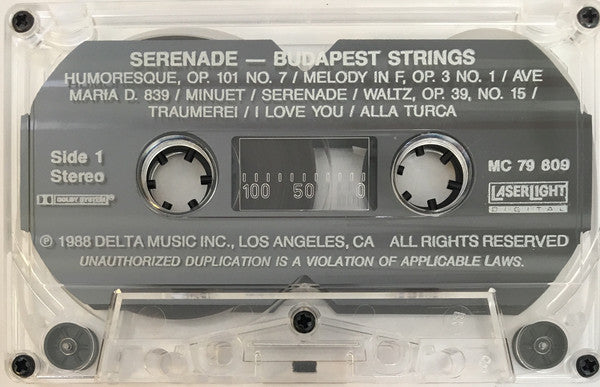 SERENADE — BUDAPEST STRINGS
HUMORESQUE, OP. 101 NO. 7 / MELODY IN F, OP. 3 NO. 1 / AVE
MARIA D. 839 / MINUET / SERENADE / WALTZ, OP. 39, NO. 15 /
TRAUMEREI / I LOVE YOU / ALLA TURCA
Side 1
Stereo
DOLBY SYSTEM®
100 50 0
MC 79 809
LASERLIGHT
DIGITAL
℗ 1988 DELTA MUSIC INC., LOS ANGELES, CA ALL RIGHTS RESERVED
UNAUTHORIZED DUPLICATION IS A VIOLATION OF APPLICABLE LAWS.